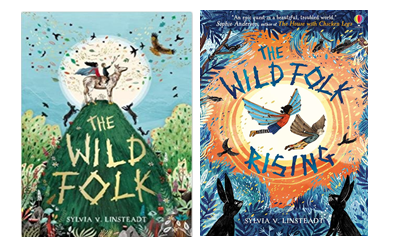 THE
WILD
FOLK
SYLVIA V. LINSTEADT
"An epic quest in a beautiful, troubled world."
Sophie Anderson, author of The House with Chicken Legs
THE
WILD FOLK
RISING
SYLVIA V. LINSTEADT